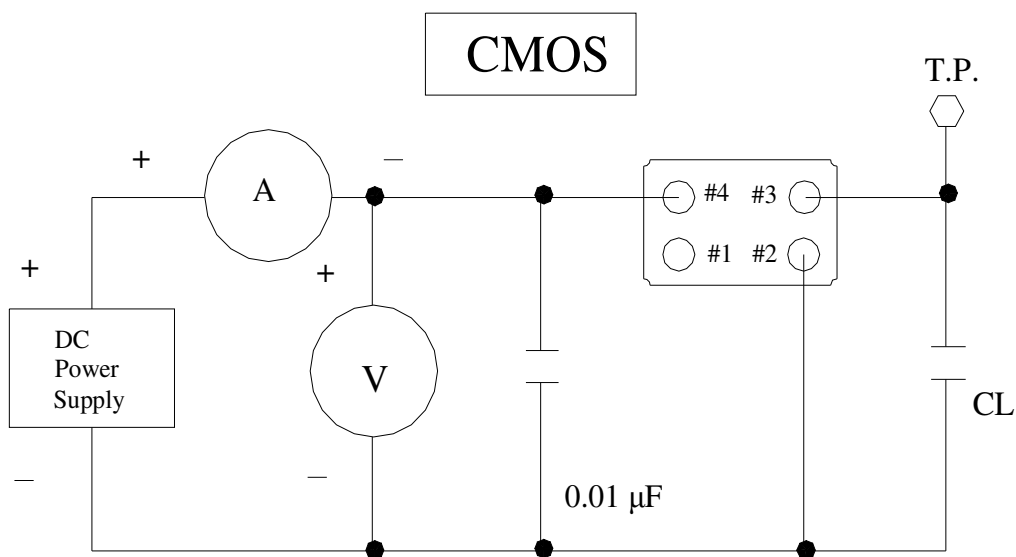 CMOS
T.P.
+
−
A
#4 #3
#1 #2
+
+
DC
Power
Supply
V
CL
−
−
0.01 μF